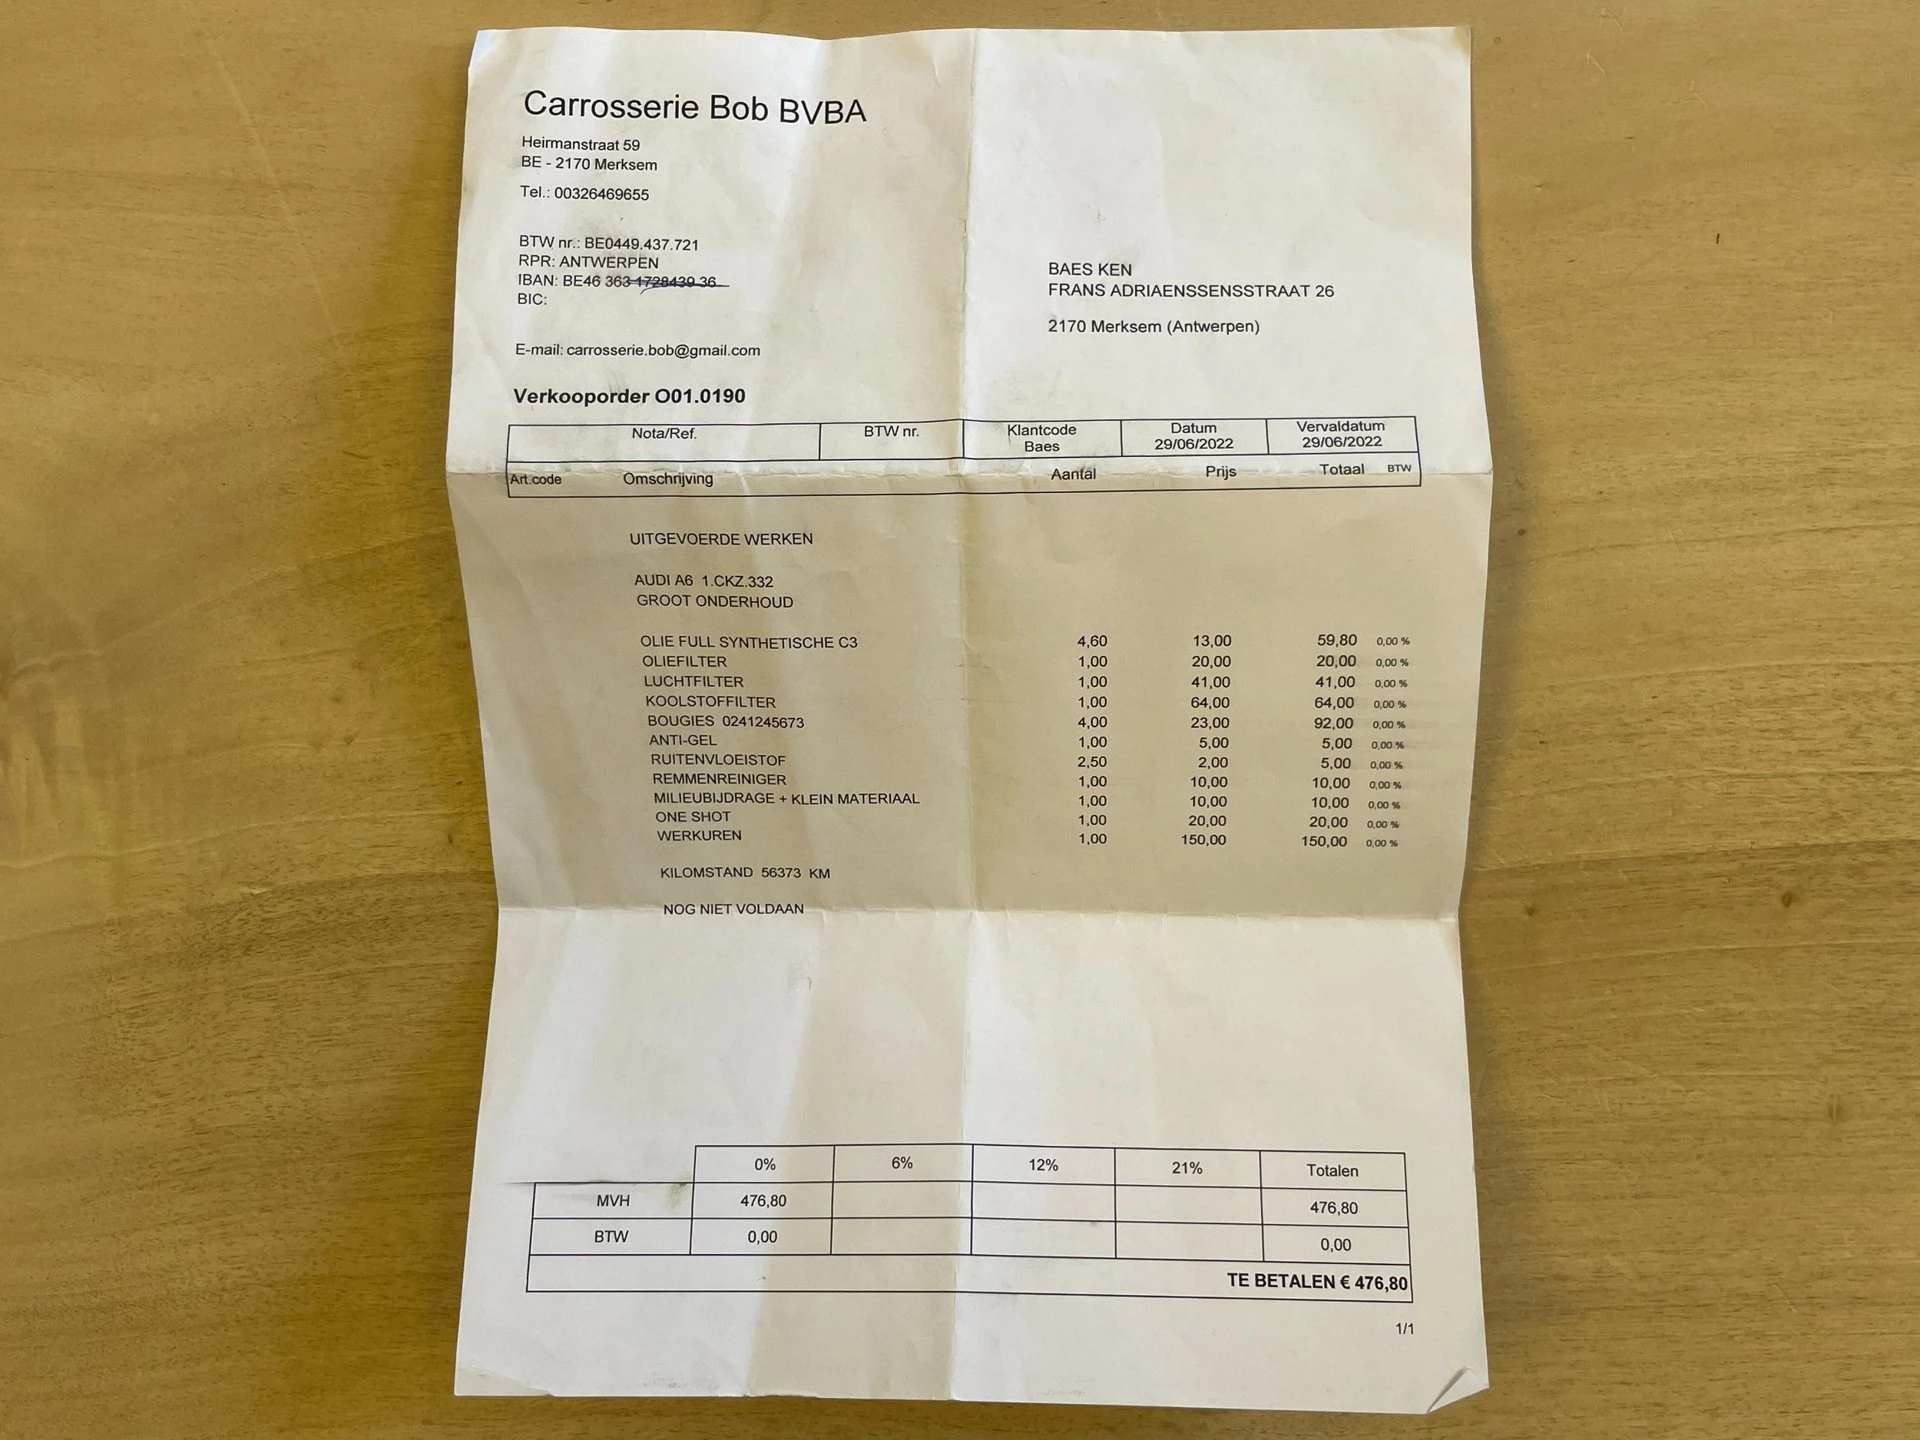 Carrosserie Bob BVBA
Heirmanstraat 59
BE - 2170 Merksem
Tel.: 00326469655
BTW nr.: BE0449.437.721
RPR: ANTWERPEN
IBAN: BE46 363 1728439 36
BIC:
E-mail: carrosserie.bob@gmail.com
BAES KEN
FRANS ADRIAENSSENSSTRAAT 26
2170 Merksem (Antwerpen)
Verkooporder O01.0190
Nota/Ref. BTW nr. Klantcode Datum Vervaldatum
Baes 29/06/2022 29/06/2022
Art.code Omschrijving Aantal Prijs Totaal BTW
UITGEVOERDE WERKEN
AUDI A6 1.CKZ.332
GROOT ONDERHOUD
OLIE FULL SYNTHETISCHE C3 4,60 13,00 59,80 0,00 %
OLIEFILTER 1,00 20,00 20,00 0,00 %
LUCHTFILTER 1,00 41,00 41,00 0,00 %
KOOLSTOFFILTER 1,00 64,00 64,00 0,00 %
BOUGIES 0241245673 4,00 23,00 92,00 0,00 %
ANTI-GEL 1,00 5,00 5,00 0,00 %
RUITENVLOEISTOF 2,50 2,00 5,00 0,00 %
REMMENREINIGER 1,00 10,00 10,00 0,00 %
MILIEUBIJDRAGE + KLEIN MATERIAAL 1,00 10,00 10,00 0,00 %
ONE SHOT 1,00 20,00 20,00 0,00 %
WERKUREN 1,00 150,00 150,00 0,00 %
KILOMSTAND 56373 KM
NOG NIET VOLDAAN
0% 6% 12% 21% Totalen
MVH 476,80 476,80
BTW 0,00 0,00
TE BETALEN € 476,80
1/1